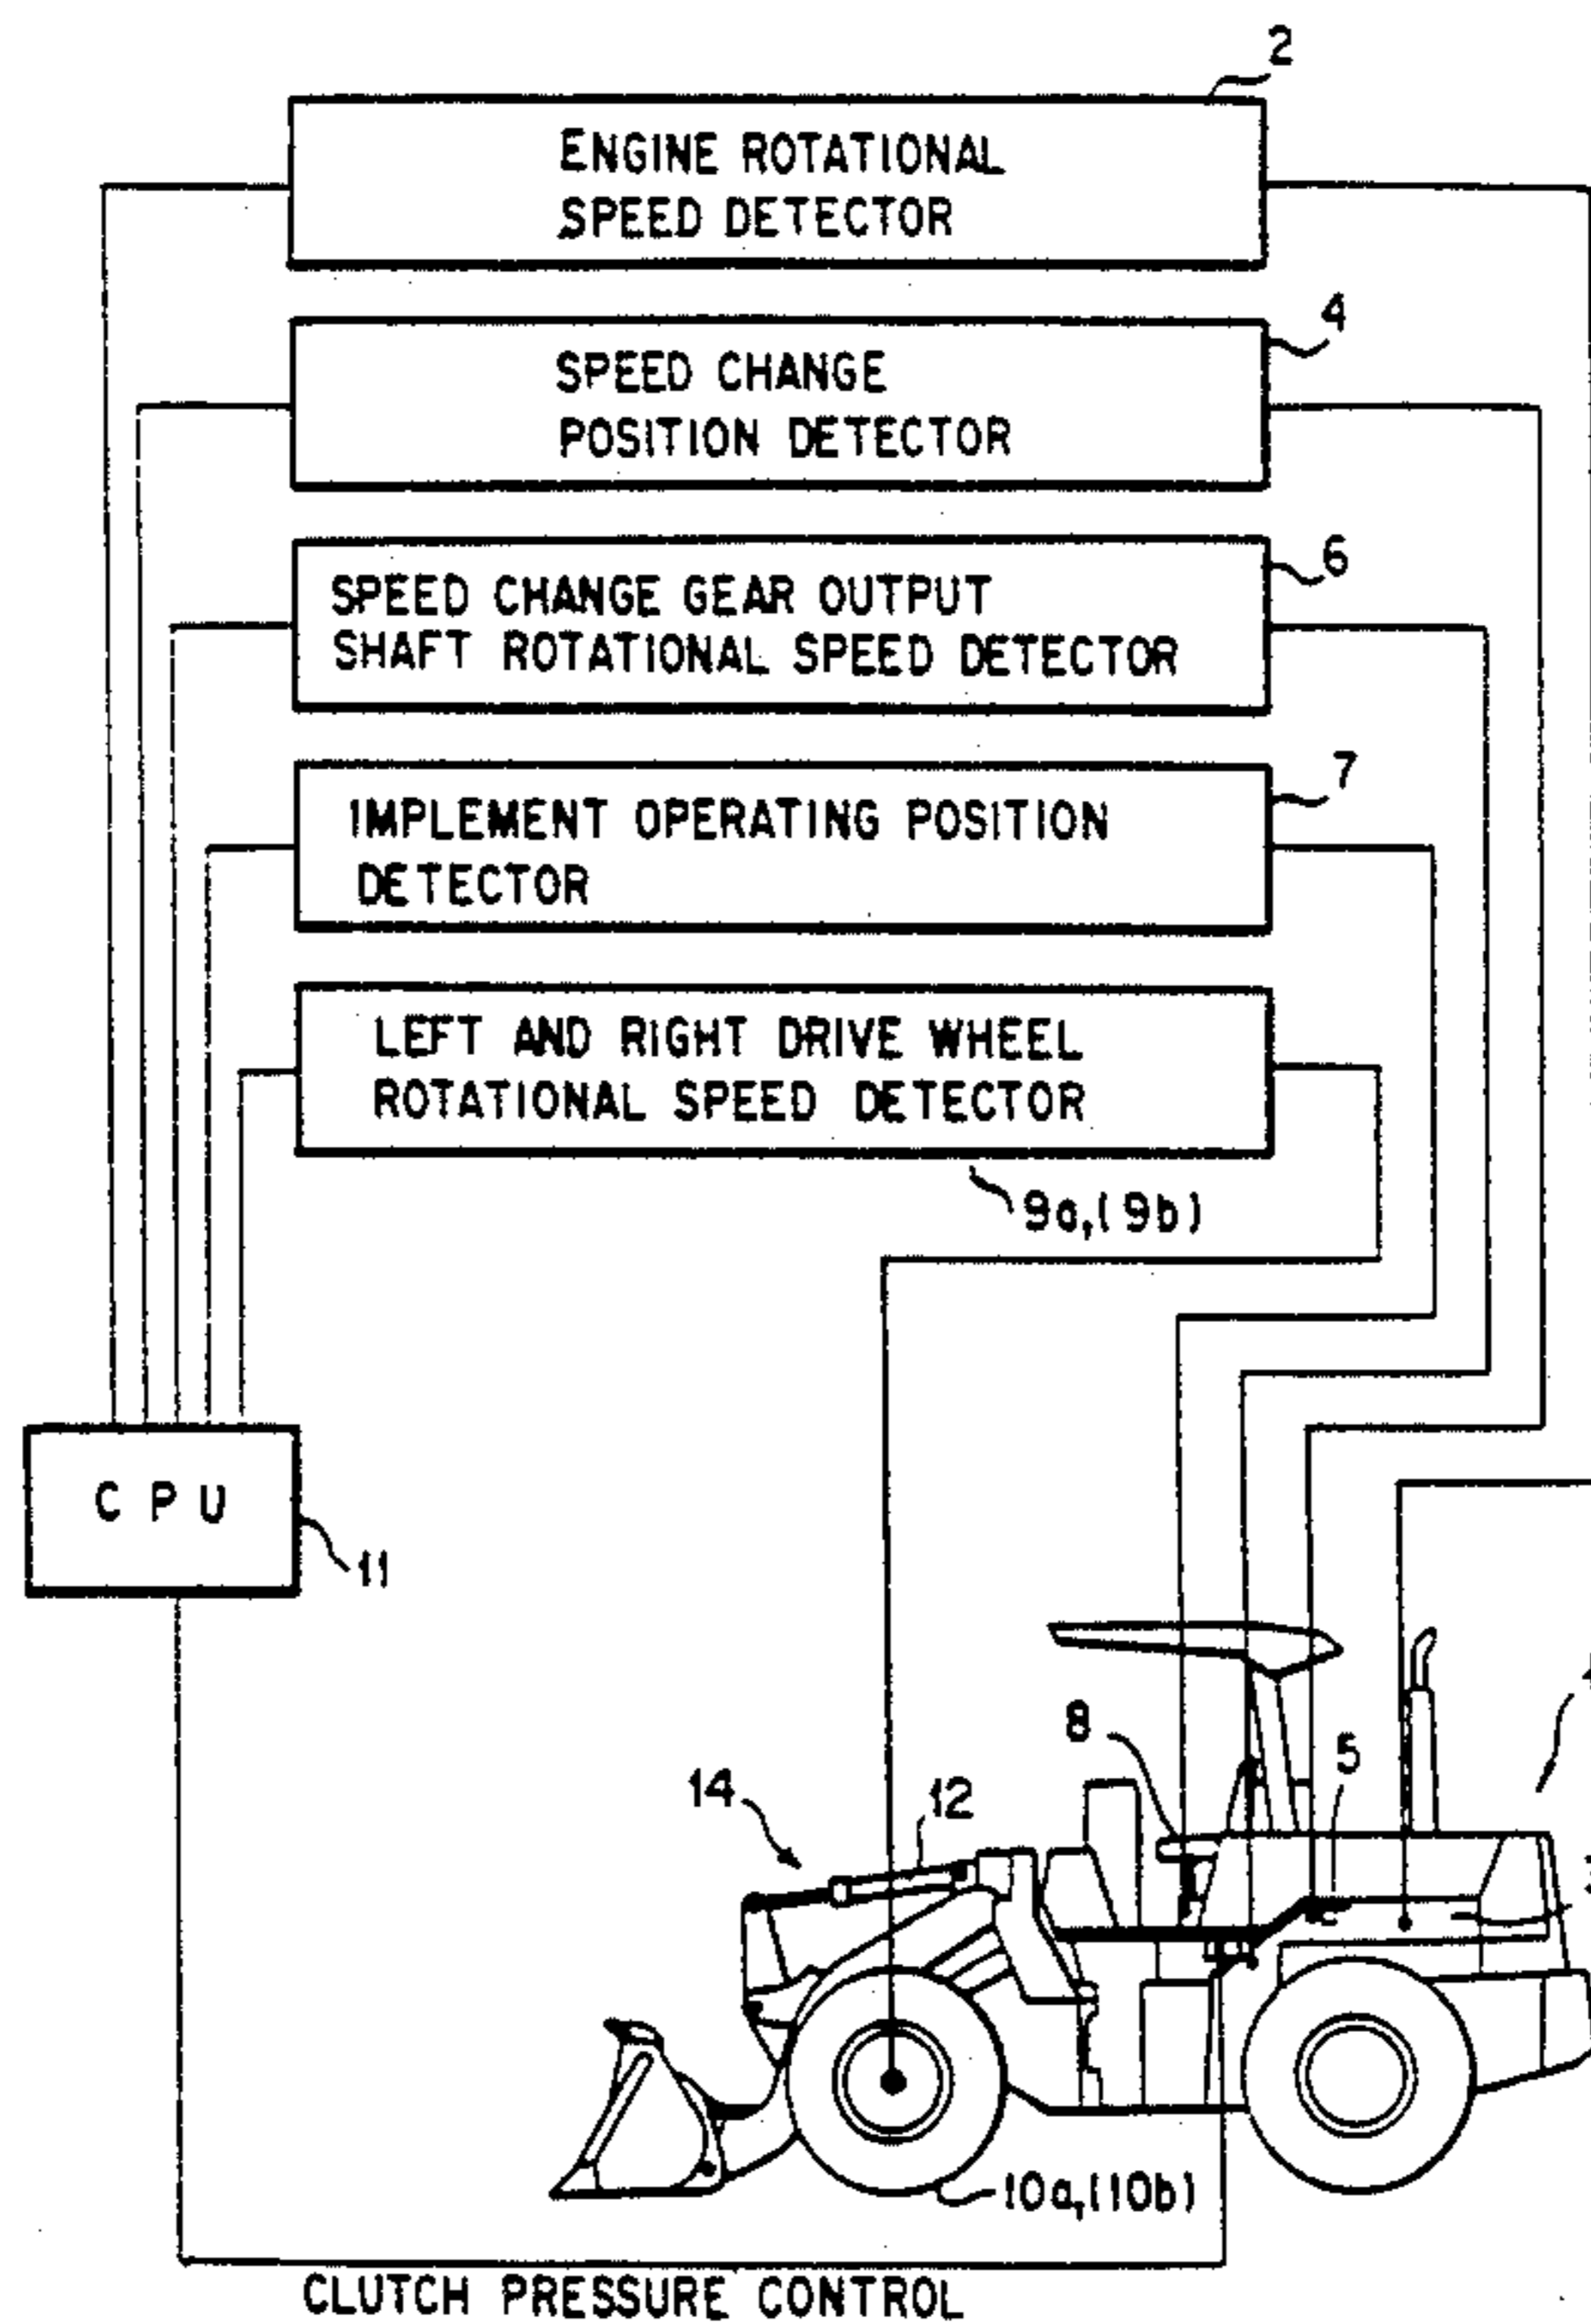 2
ENGINE ROTATIONAL
SPEED DETECTOR
4
SPEED CHANGE
POSITION DETECTOR
6
SPEED CHANGE GEAR OUTPUT
SHAFT ROTATIONAL SPEED DETECTOR
7
IMPLEMENT OPERATING POSITION
DETECTOR
LEFT AND RIGHT DRIVE WHEEL
ROTATIONAL SPEED DETECTOR
9a,(9b)
CPU
11
8
5
14
12
10a,(10b)
CLUTCH PRESSURE CONTROL